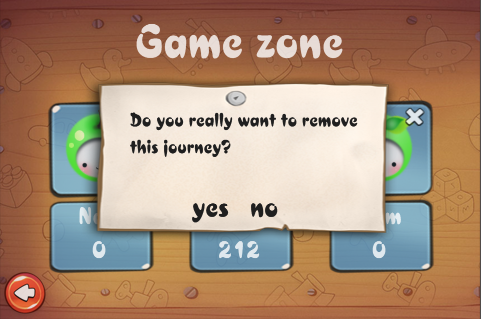 Game zone
Do you really want to remove
this journey?
yes no
0 212 0